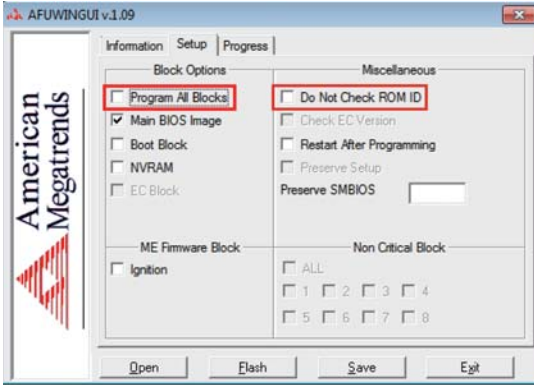 AFUWINGUI v.1.09
Information Setup Progress
Block Options
Program All Blocks
Main BIOS Image
Boot Block
NVRAM
EC Block
Miscellaneous
Do Not Check ROM ID
Check EC Version
Restart After Programming
Preserve Setup
Preserve SMBIOS
ME Firmware Block
Ignition
Non Critical Block
ALL
1 2 3 4
5 6 7 8
American
Megatrends
Open Flash Save Exit